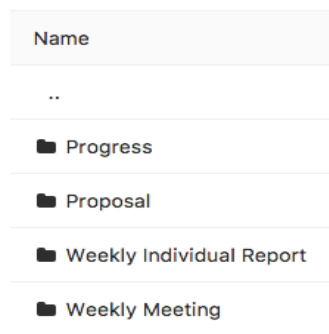 Name
..
Progress
Proposal
Weekly Individual Report
Weekly Meeting